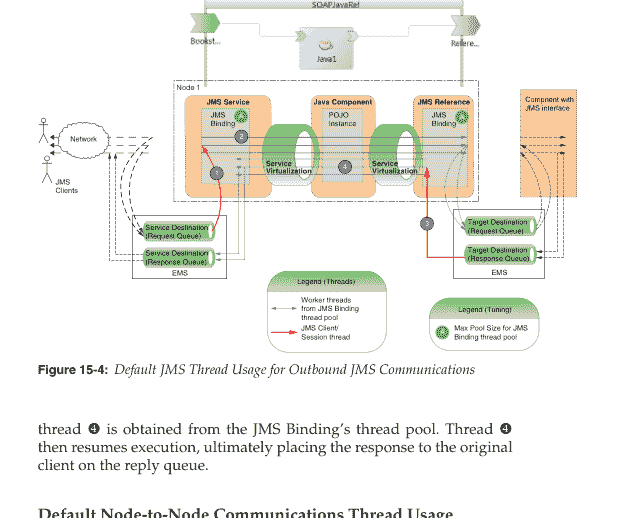 SOAPJavaRef
Bookst...
Java1
Refere...
Node 1
JMS Service
Java Component
JMS Reference
Component with
JMS interface
JMS
Binding
POJO
Instance
JMS
Binding
2
Network
Service
Virtualization
4
Service
Virtualization
1
JMS
Clients
3
Service Destination
(Request Queue)
Target Destination
(Request Queue)
Service Destination
(Response Queue)
Target Destination
(Response Queue)
EMS
EMS
Legend (Threads)
Worker threads
from JMS Binding
thread pool
JMS Client/
Session thread
Legend (Tuning)
Max Pool Size for JMS
Binding thread pool
Figure 15-4: Default JMS Thread Usage for Outbound JMS Communications
thread ❹ is obtained from the JMS Binding's thread pool. Thread ❹
then resumes execution, ultimately placing the response to the original
client on the reply queue.
Default Node-to-Node Communications Thread Usage